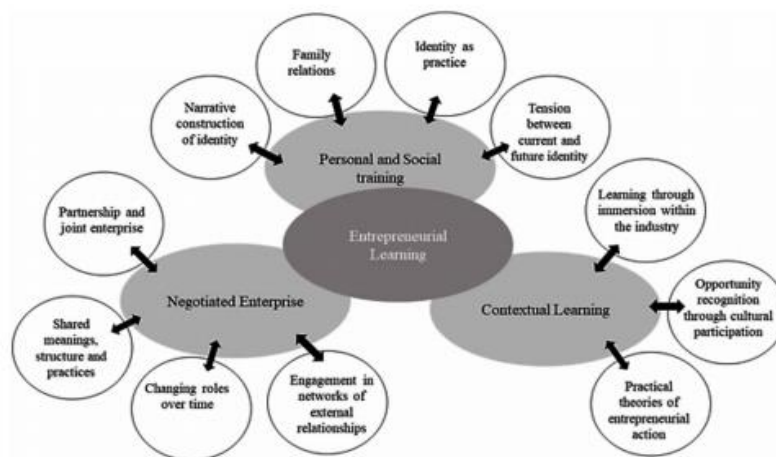 Family
relations
Identity as
practice
Narrative
construction
of identity
Tension
between
current and
future identity
Personal and Social
training
Learning through
immersion within
the industry
Partnership and
joint enterprise
Entrepreneurial
Learning
Opportunity
recognition
through cultural
participation
Negotiated Enterprise
Contextual Learning
Shared
meanings,
structure and
practices
Changing roles
over time
Engagement in
networks of
external
relationships
Practical
theories of
entrepreneurial
action